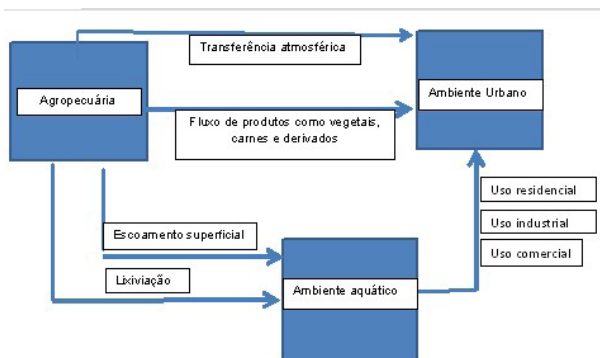 Transferência atmosférica
Agropecuária
Ambiente Urbano
Fluxo de produtos como vegetais,
carnes e derivados
Uso residencial
Uso industrial
Uso comercial
Escoamento superficial
Lixiviação
Ambiente aquático